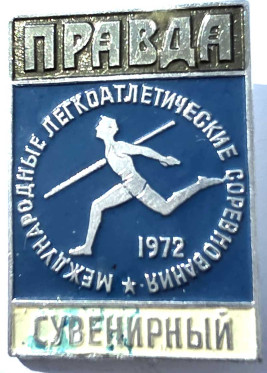 ПРАВДА
МЕЖДУНАРОДНЫЕ ЛЕГКОАТЛЕТИЧЕСКИЕ СОРЕВНОВАНИЯ
1972
СУВЕНИРНЫЙ